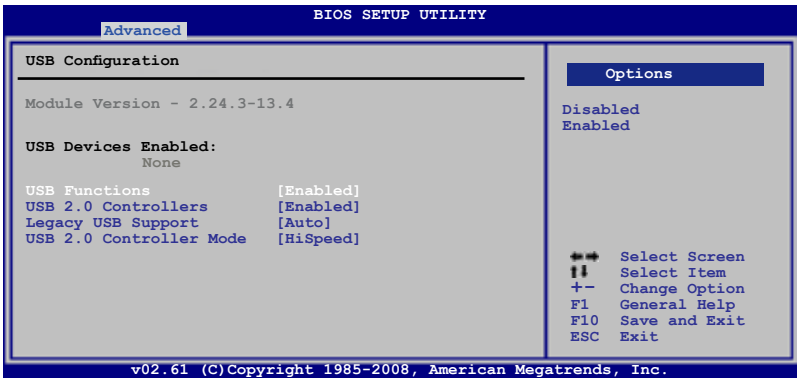 BIOS SETUP UTILITY
Advanced
USB Configuration
Module Version - 2.24.3-13.4
USB Devices Enabled:
None
USB Functions [Enabled]
USB 2.0 Controllers [Enabled]
Legacy USB Support [Auto]
USB 2.0 Controller Mode [HiSpeed]
Options
Disabled
Enabled
Select Screen
Select Item
+- Change Option
F1 General Help
F10 Save and Exit
ESC Exit
v02.61 (C)Copyright 1985-2008, American Megatrends, Inc.